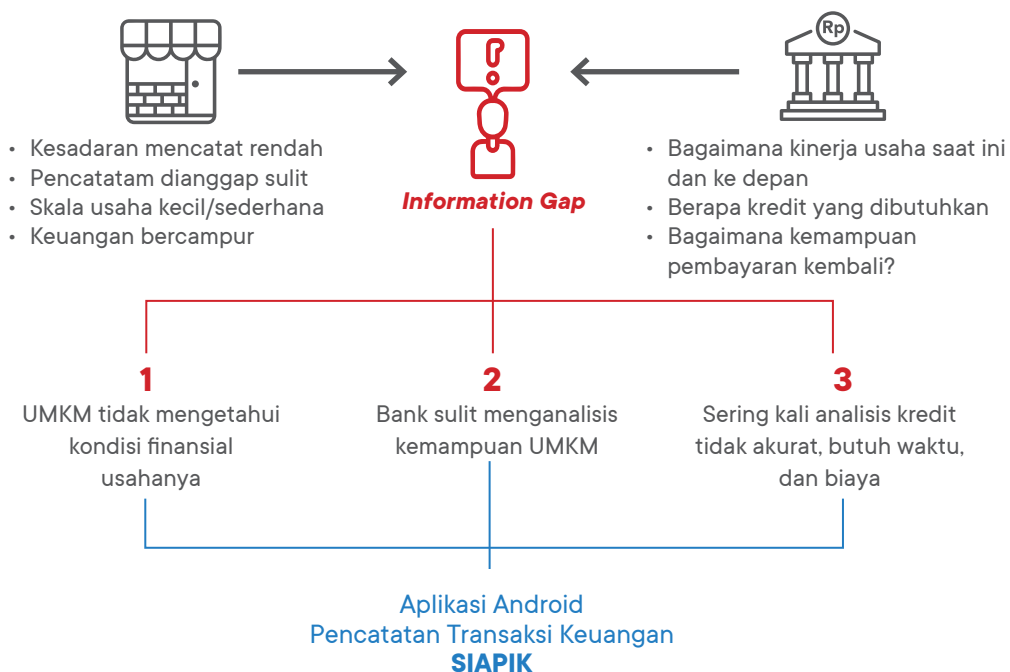 Rp
• Kesadaran mencatat rendah
• Pencatatam dianggap sulit
• Skala usaha kecil/sederhana
• Keuangan bercampur
Information Gap
• Bagaimana kinerja usaha saat ini
dan ke depan
• Berapa kredit yang dibutuhkan
• Bagaimana kemampuan
pembayaran kembali?
1
UMKM tidak mengetahui
kondisi finansial
usahanya
2
Bank sulit menganalisis
kemampuan UMKM
3
Sering kali analisis kredit
tidak akurat, butuh waktu,
dan biaya
Aplikasi Android
Pencatatan Transaksi Keuangan
SIAPIK